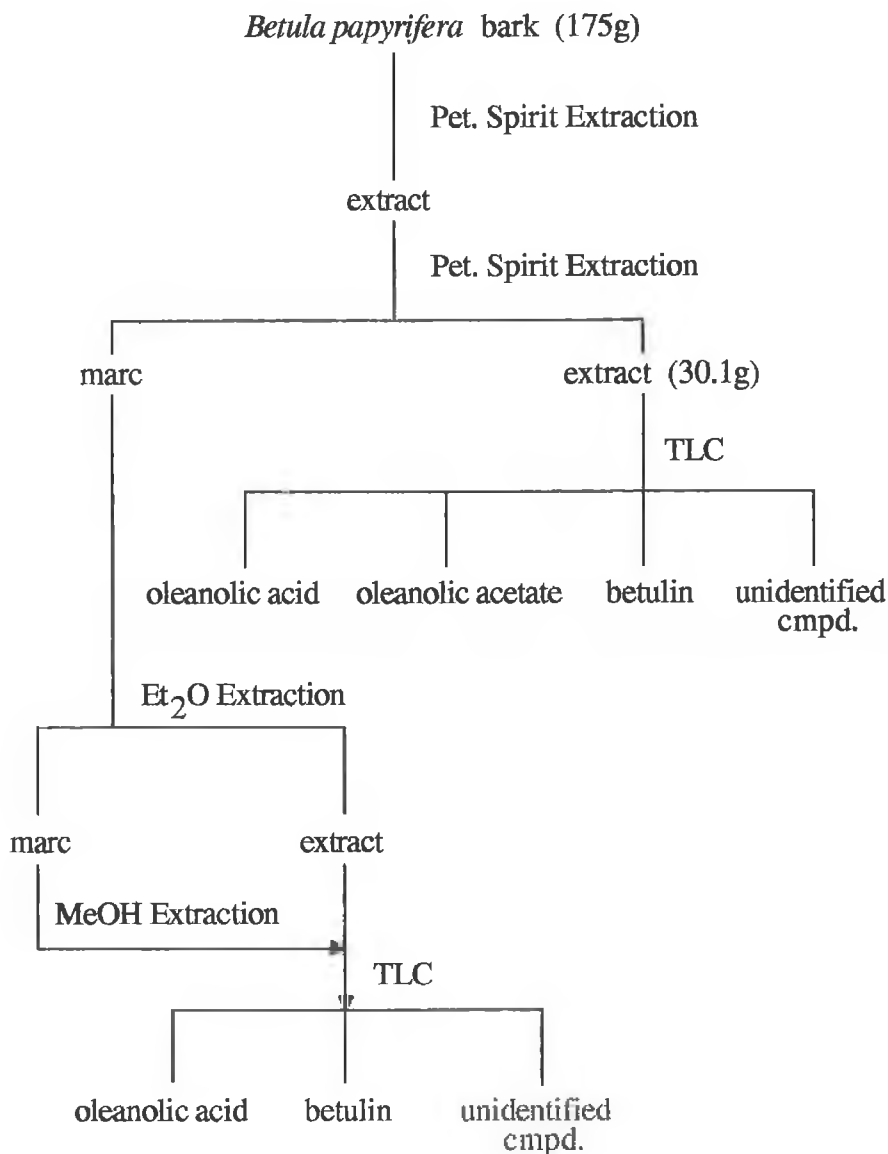 Betula papyrifera bark (175g)
Pet. Spirit Extraction
extract
Pet. Spirit Extraction
marc
extract (30.1g)
TLC
oleanolic acid
oleanolic acetate
betulin
unidentified
cmpd.
Et2O Extraction
marc
extract
MeOH Extraction
TLC
oleanolic acid
betulin
unidentified
cmpd.